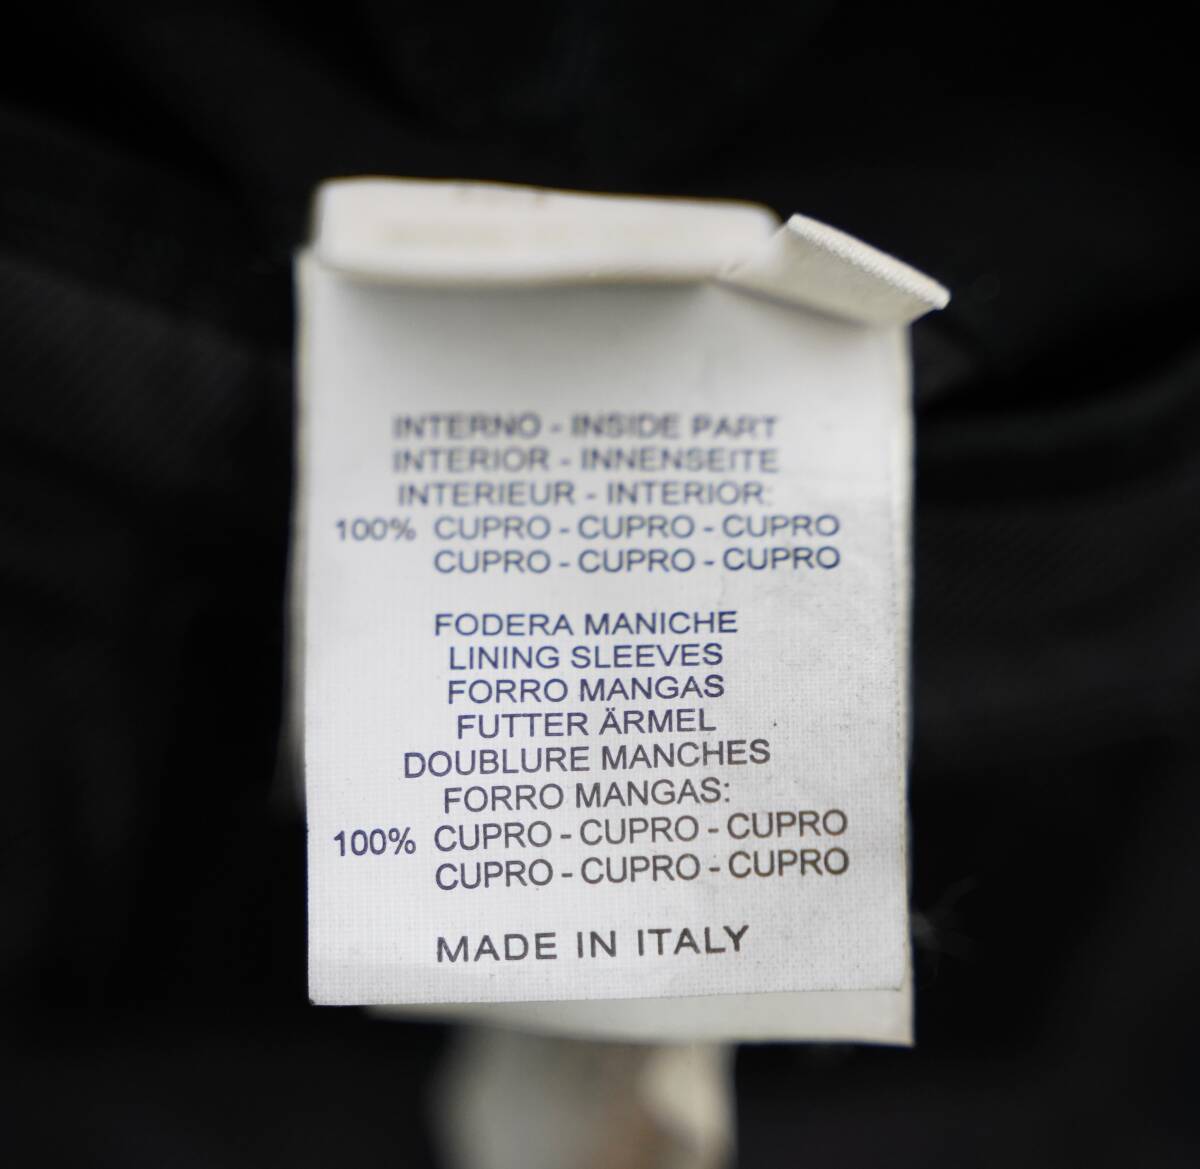 INTERNO - INSIDE PART
INTERIOR - INNENSEITE
INTERIEUR - INTERIOR:
100% CUPRO - CUPRO - CUPRO
CUPRO - CUPRO - CUPRO
FODERA MANICHE
LINING SLEEVES
FORRO MANGAS
FUTTER ÄRMEL
DOUBLURE MANCHES
FORRO MANGAS:
100% CUPRO - CUPRO - CUPRO
CUPRO - CUPRO - CUPRO
MADE IN ITALY